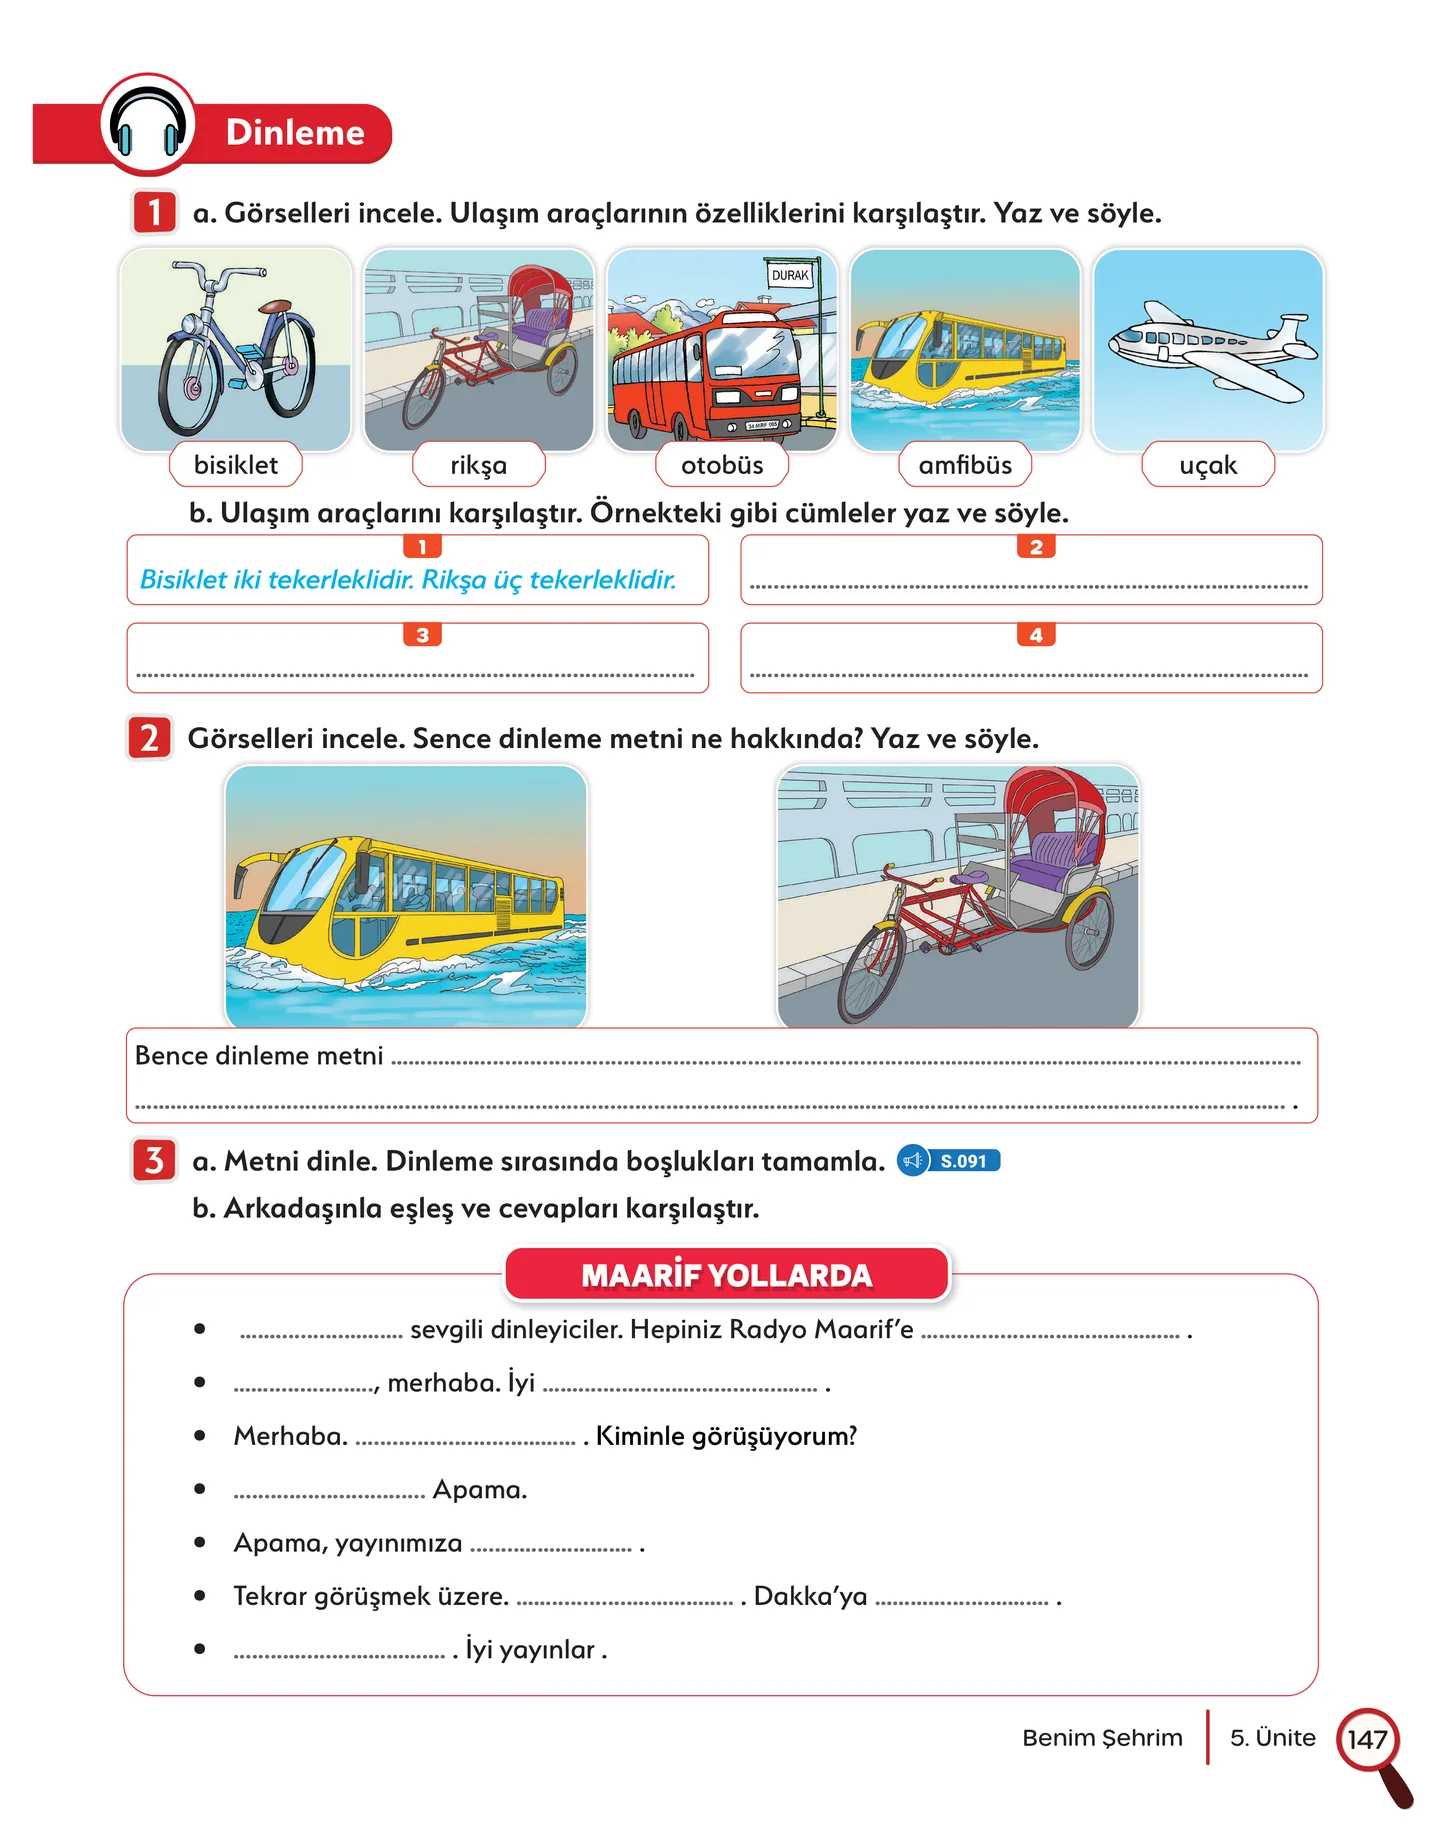 Dinleme
1 a. Görselleri incele. Ulaşım araçlarının özelliklerini karşılaştır. Yaz ve söyle.
DURAK
34 MRF 005
bisiklet rikşa otobüs amfibüs uçak
b. Ulaşım araçlarını karşılaştır. Örnekteki gibi cümleler yaz ve söyle.
1
Bisiklet iki tekerleklidir. Rikşa üç tekerleklidir.
2
................................................................
3
................................................................
4
................................................................
2 Görselleri incele. Sence dinleme metni ne hakkında? Yaz ve söyle.
Bence dinleme metni ................................................................
................................................................ .
3 a. Metni dinle. Dinleme sırasında boşlukları tamamla. S.091
b. Arkadaşınla eşleş ve cevapları karşılaştır.
MAARİF YOLLARDA
• ............................ sevgili dinleyiciler. Hepiniz Radyo Maarif'e ............................................ .
• ........................, merhaba. İyi ............................................... .
• Merhaba. ..................................... . Kiminle görüşüyorum?
• ................................ Apama.
• Apama, yayınımıza ........................... .
• Tekrar görüşmek üzere. .................................... . Dakka'ya ............................. .
• ................................... . İyi yayınlar .
Benim Şehrim 5. Ünite 147